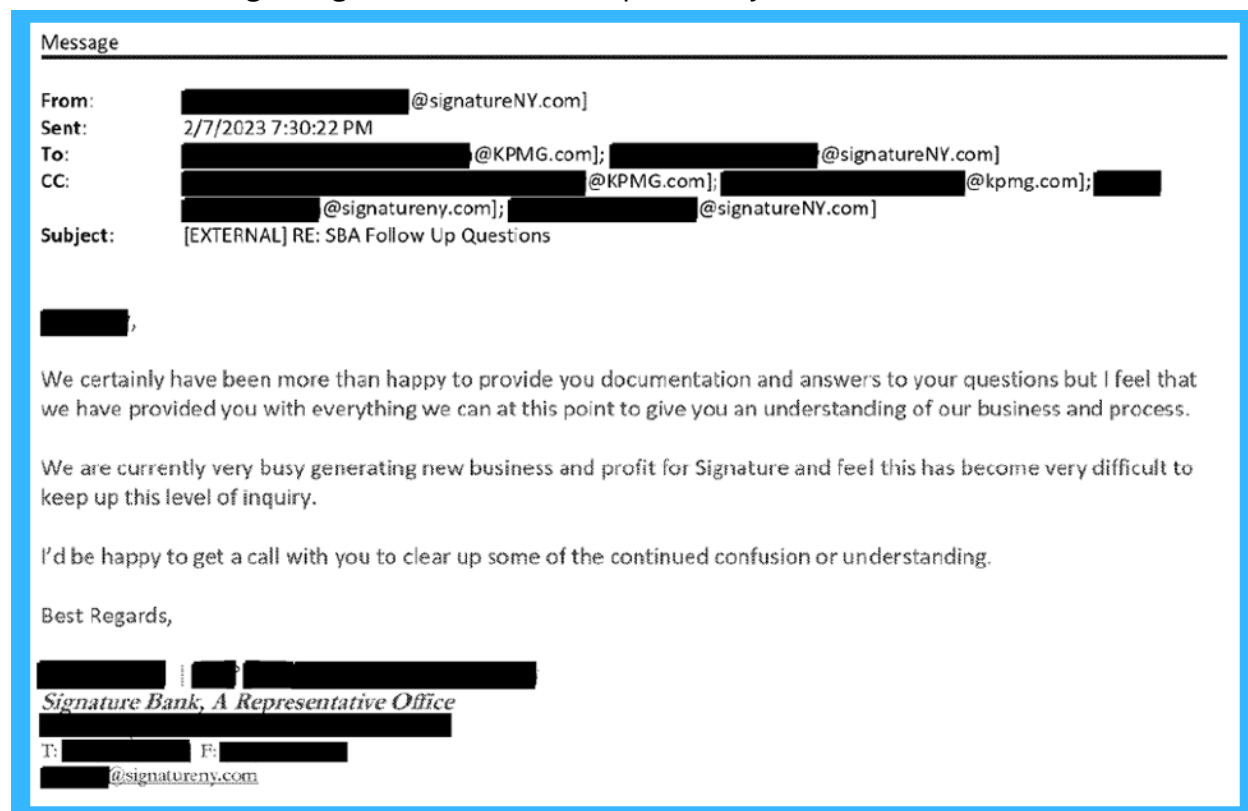 Message
From: @signatureNY.com]
Sent: 2/7/2023 7:30:22 PM
To: @KPMG.com]; @signatureNY.com]
CC: @KPMG.com]; @kpmg.com];
@signatureny.com]; @signatureNY.com]
Subject: [EXTERNAL] RE: SBA Follow Up Questions
,
We certainly have been more than happy to provide you documentation and answers to your questions but I feel that
we have provided you with everything we can at this point to give you an understanding of our business and process.
We are currently very busy generating new business and profit for Signature and feel this has become very difficult to
keep up this level of inquiry.
I'd be happy to get a call with you to clear up some of the continued confusion or understanding.
Best Regards,
Signature Bank, A Representative Office
T: F:
@signatureny.com